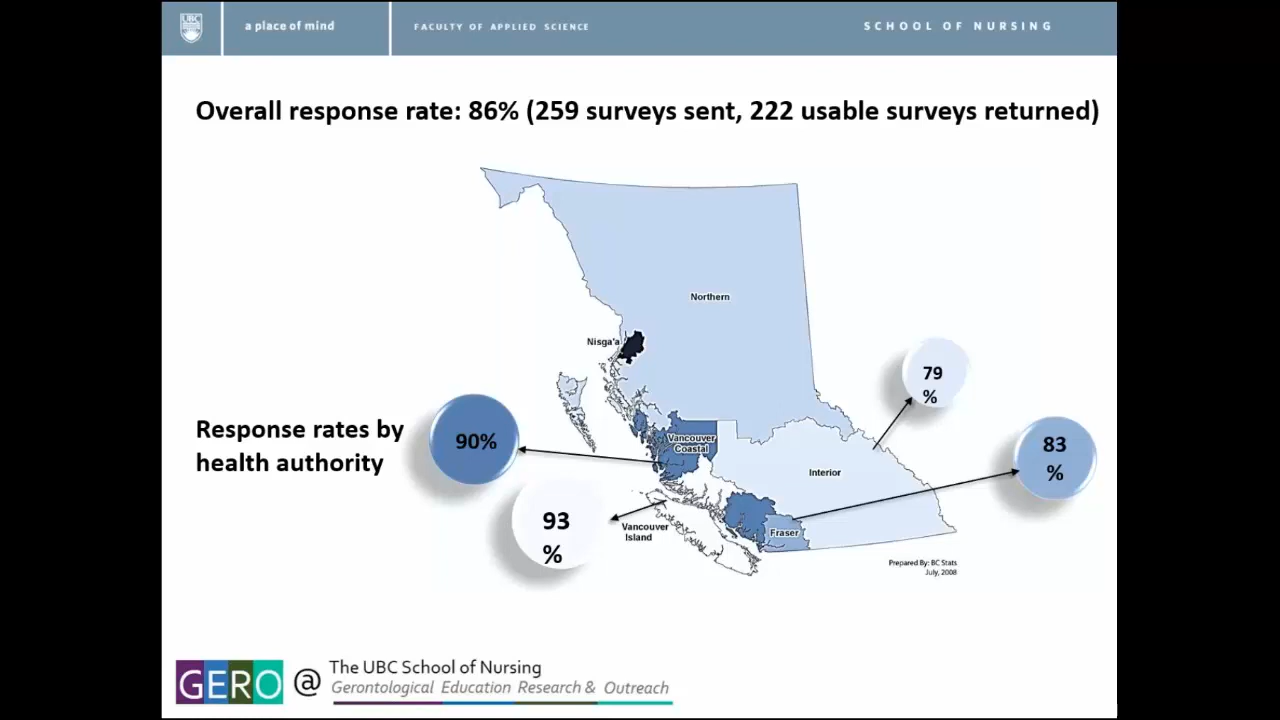 UBC
a place of mind
FACULTY OF APPLIED SCIENCE
SCHOOL OF NURSING
Overall response rate: 86% (259 surveys sent, 222 usable surveys returned)
Northern
Nisga'a
79
%
Response rates by
health authority
90%
Vancouver
Coastal
83
%
Interior
93
%
Vancouver
Island
Fraser
Prepared By: BC Stats
July, 2008
GERO @ The UBC School of Nursing
Gerontological Education Research & Outreach